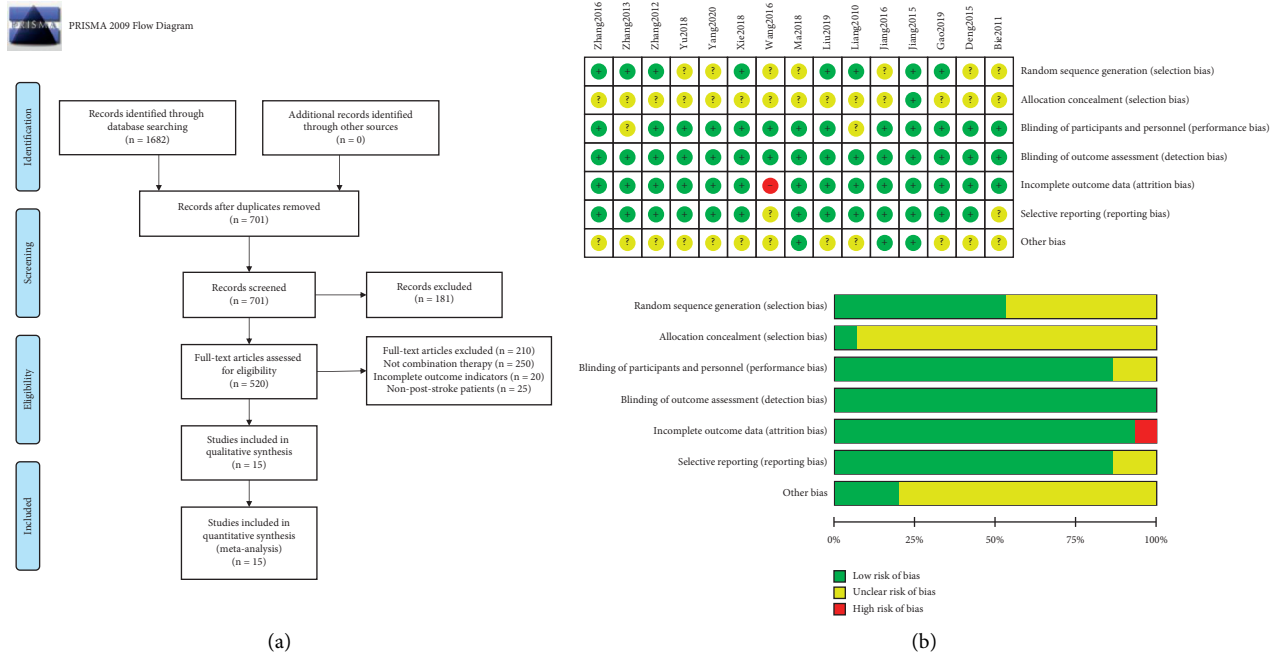 PRISMA
PRISMA 2009 Flow Diagram
Identification
Screening
Eligibility
Included
Records identified through
database searching
(n = 1682)
Additional records identified
through other sources
(n = 0)
Records after duplicates removed
(n = 701)
Records screened
(n = 701)
Records excluded
(n = 181)
Full-text articles assessed
for eligibility
(n = 520)
Full-text articles excluded (n = 210)
Not combination therapy (n = 250)
Incomplete outcome indicators (n = 20)
Non-post-stroke patients (n = 25)
Studies included in
qualitative synthesis
(n = 15)
Studies included in
quantitative synthesis
(meta-analysis)
(n = 15)
(a)
Zhang2016
Zhang2013
Zhang2012
Yu2018
Yang2020
Xie2018
Wang2016
Ma2018
Liu2019
Liang2010
Jiang2016
Jiang2015
Gao2019
Deng2015
Bie2011
+ + + ? ? + ? ? + + ? + + ? ? Random sequence generation (selection bias)
? ? ? ? ? ? ? ? ? ? ? + ? ? ? Allocation concealment (selection bias)
+ ? + + + + + + + ? + + + + + Blinding of participants and personnel (performance bias)
+ + + + + + + + + + + + + + + Blinding of outcome assessment (detection bias)
+ + + + + + − + + + + + + + + Incomplete outcome data (attrition bias)
+ + + + + + ? + + + + + + + ? Selective reporting (reporting bias)
? ? ? ? ? ? ? + ? ? + + ? ? ? Other bias
Random sequence generation (selection bias)
Allocation concealment (selection bias)
Blinding of participants and personnel (performance bias)
Blinding of outcome assessment (detection bias)
Incomplete outcome data (attrition bias)
Selective reporting (reporting bias)
Other bias
0% 25% 50% 75% 100%
Low risk of bias
Unclear risk of bias
High risk of bias
(b)